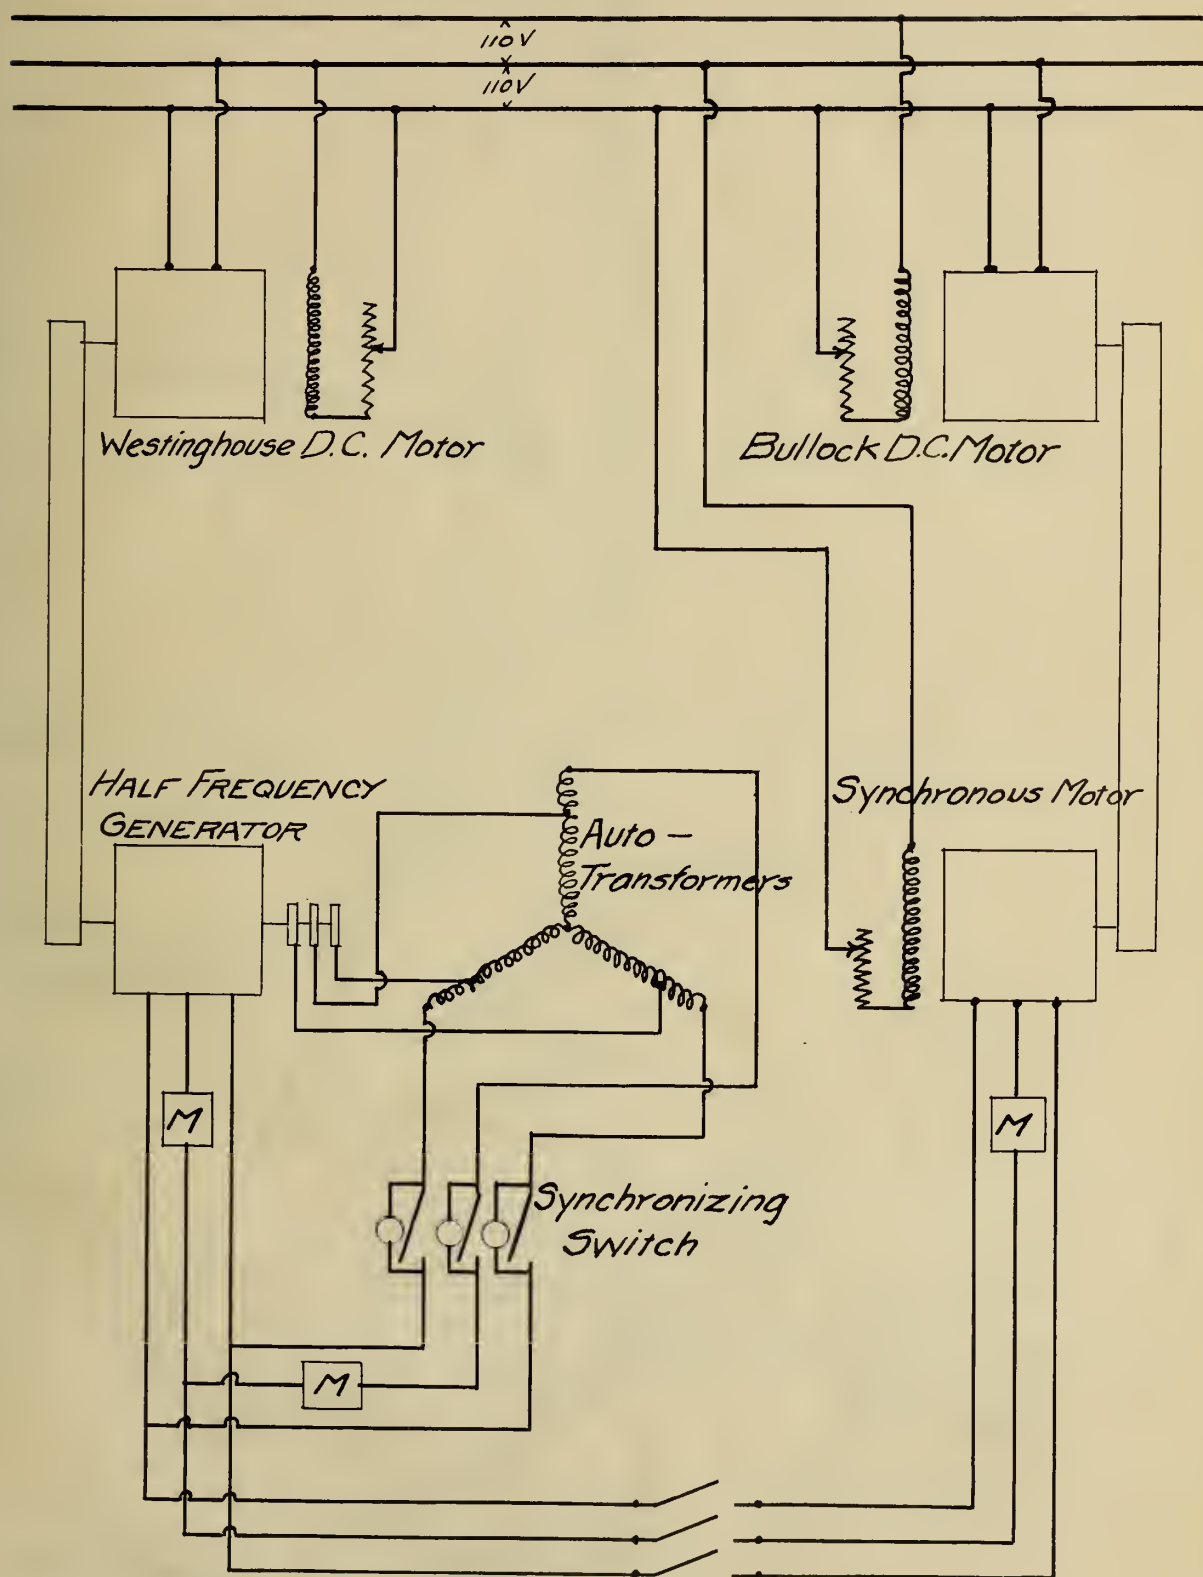 110V
110V
Westinghouse D.C. Motor
Bullock D.C. Motor
HALF FREQUENCY
GENERATOR
Auto-
Transformers
Synchronous Motor
M
M
Synchronizing
Switch
M